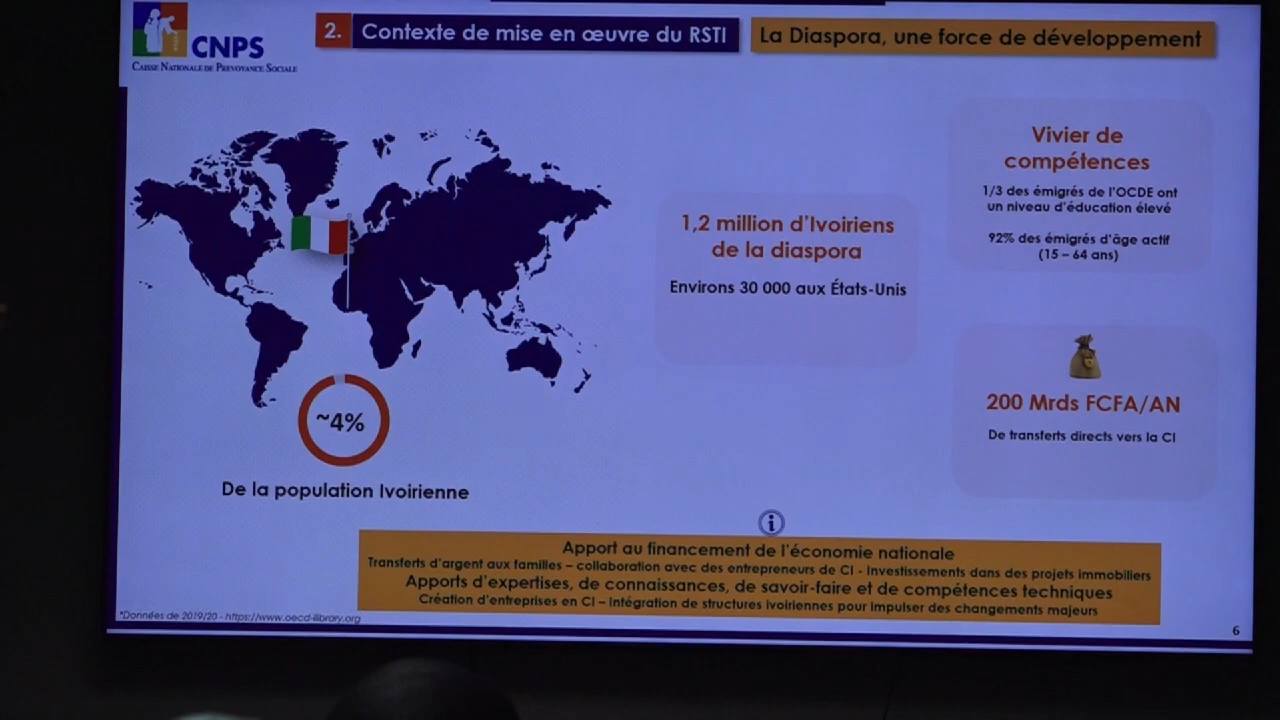 CNPS
CAISSE NATIONALE DE PREVOYANCE SOCIALE
2.
Contexte de mise en œuvre du RSTI
La Diaspora, une force de développement
~4%
De la population Ivoirienne
1,2 million d'Ivoiriens
de la diaspora
Environs 30 000 aux États-Unis
Vivier de
compétences
1/3 des émigrés de l'OCDE ont
un niveau d'éducation élevé
92% des émigrés d'âge actif
(15 – 64 ans)
200 Mrds FCFA/AN
De transferts directs vers la CI
i
Apport au financement de l'économie nationale
Transferts d'argent aux familles – collaboration avec des entrepreneurs de CI - Investissements dans des projets immobiliers
Apports d'expertises, de connaissances, de savoir-faire et de compétences techniques
Création d'entreprises en CI – Intégration de structures ivoiriennes pour impulser des changements majeurs
*Données de 2019/20 - https://www.oecd-ilibrary.org
6